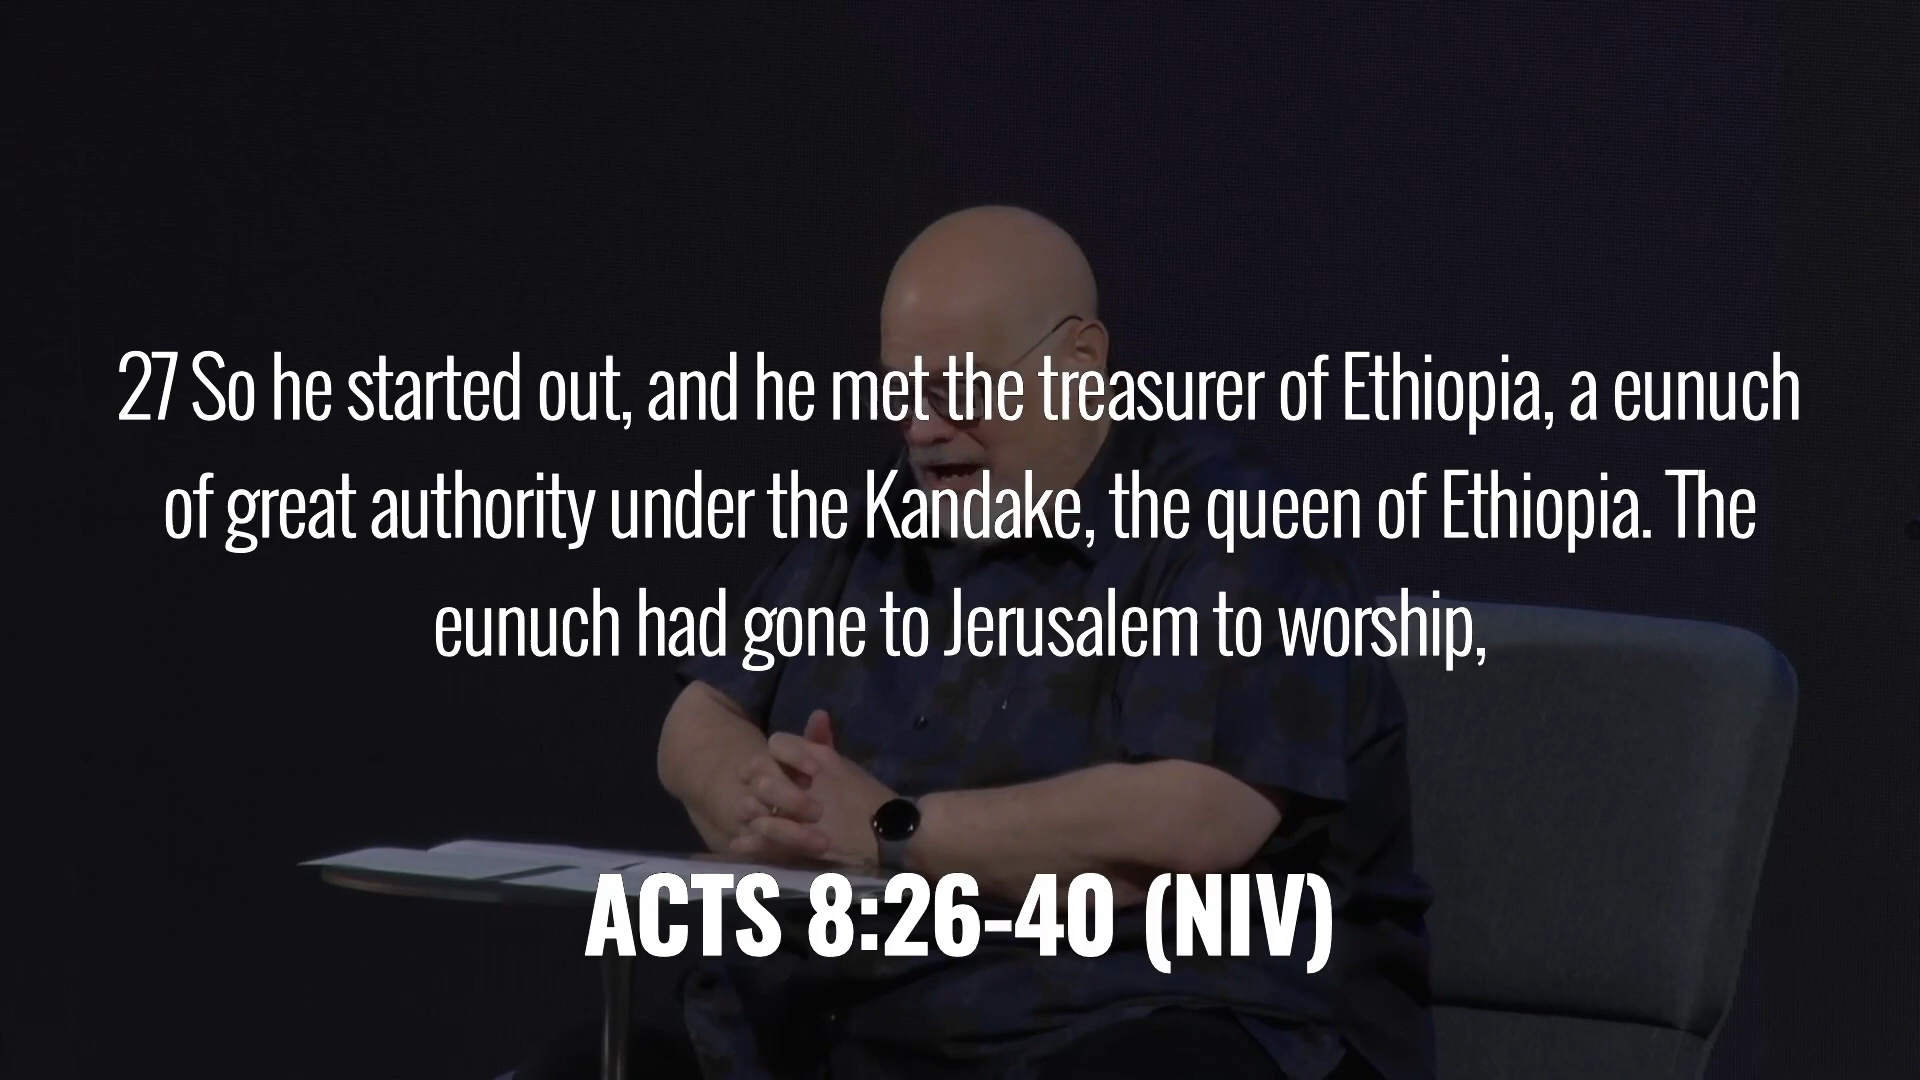 27 So he started out, and he met the treasurer of Ethiopia, a eunuch
of great authority under the Kandake, the queen of Ethiopia. The
eunuch had gone to Jerusalem to worship,
ACTS 8:26-40 (NIV)